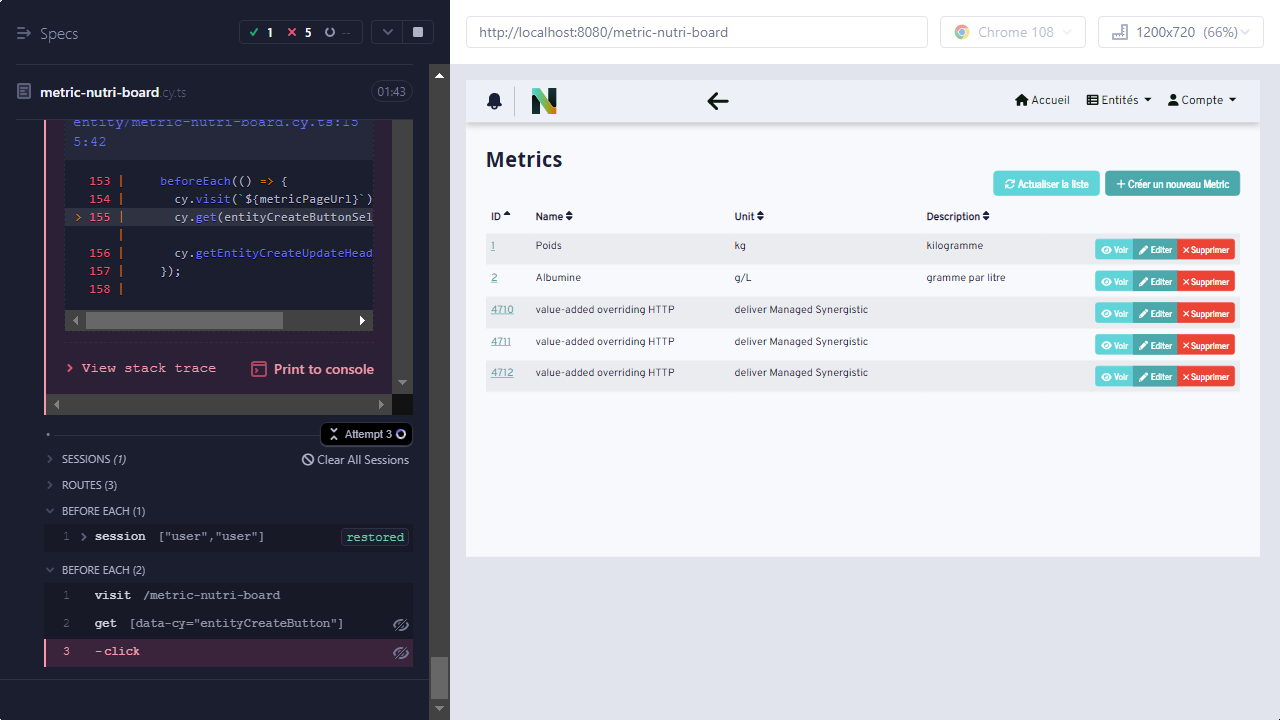 Specs
1
5
--
metric-nutri-board.cy.ts
01:43
entity/metric-nutri-board.cy.ts:15
5:42
153 | beforeEach(() => {
154 | cy.visit(`${metricPageUrl}`)
> 155 | cy.get(entityCreateButtonSel
|
156 | cy.getEntityCreateUpdateHead
157 | });
158 |
View stack trace
Print to console
Attempt 3
SESSIONS (1)
Clear All Sessions
ROUTES (3)
BEFORE EACH (1)
1 session ["user","user"] restored
BEFORE EACH (2)
1 visit /metric-nutri-board
2 get [data-cy="entityCreateButton"]
3 -click
http://localhost:8080/metric-nutri-board
Chrome 108
1200x720 (66%)
N
Accueil
Entités
Compte
Metrics
Actualiser la liste
Créer un nouveau Metric
ID Name Unit Description
1 Poids kg kilogramme Voir Editer Supprimer
2 Albumine g/L gramme par litre Voir Editer Supprimer
4710 value-added overriding HTTP deliver Managed Synergistic Voir Editer Supprimer
4711 value-added overriding HTTP deliver Managed Synergistic Voir Editer Supprimer
4712 value-added overriding HTTP deliver Managed Synergistic Voir Editer Supprimer